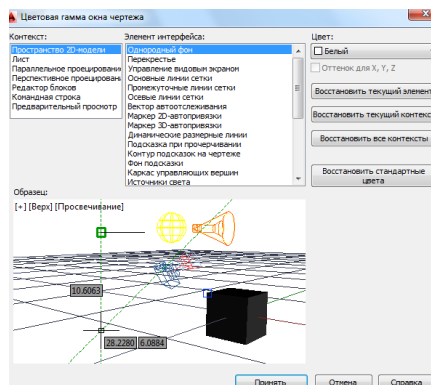 Цветовая гамма окна чертежа
Контекст:
Элемент интерфейса:
Цвет:
Пространство 2D-модели
Лист
Параллельное проецировани
Перспективное проецирован
Редактор блоков
Командная строка
Предварительный просмотр
Однородный фон
Перекрестье
Управление видовым экраном
Основные линии сетки
Промежуточные линии сетки
Осевые линии сетки
Вектор автоотслеживания
Маркер 2D-автопривязки
Маркер 3D-автопривязки
Динамические размерные линии
Подсказка при прочерчивании
Контур подсказок на чертеже
Фон подсказки
Каркас управляющих вершин
Источники света
Белый
Оттенок для X, Y, Z
Восстановить текущий элемент
Восстановить текущий контекс
Восстановить все контексты
Восстановить стандартные
цвета
Образец:
[+] [Верх] [Просвечивание]
10.6063
28.2280 6.0884
Принять
Отмена
Справка